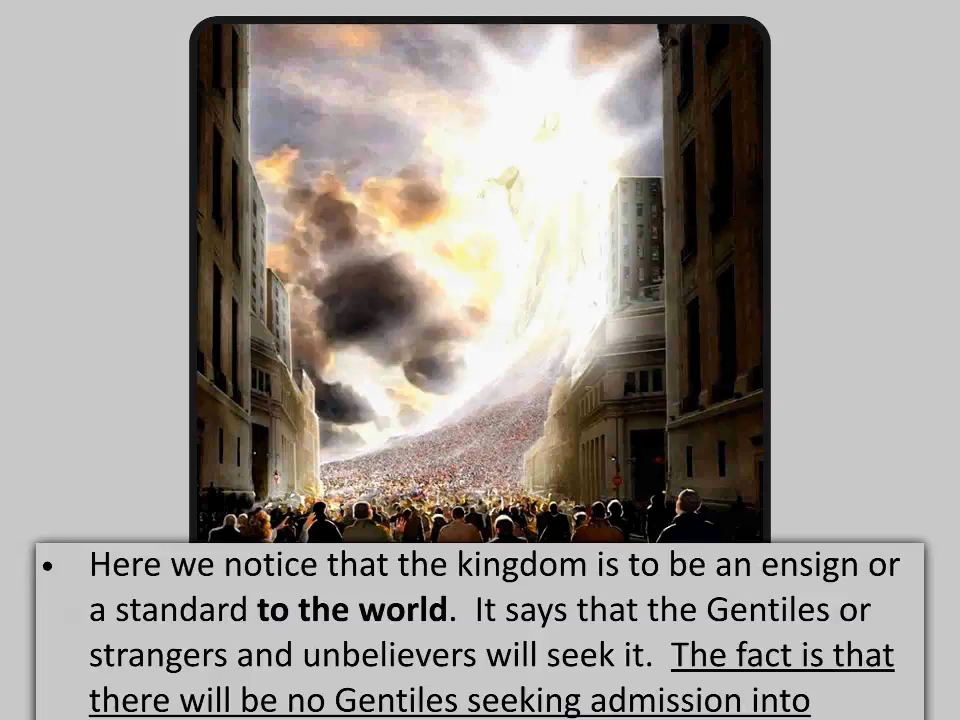 • Here we notice that the kingdom is to be an ensign or
a standard to the world. It says that the Gentiles or
strangers and unbelievers will seek it. The fact is that
there will be no Gentiles seeking admission into